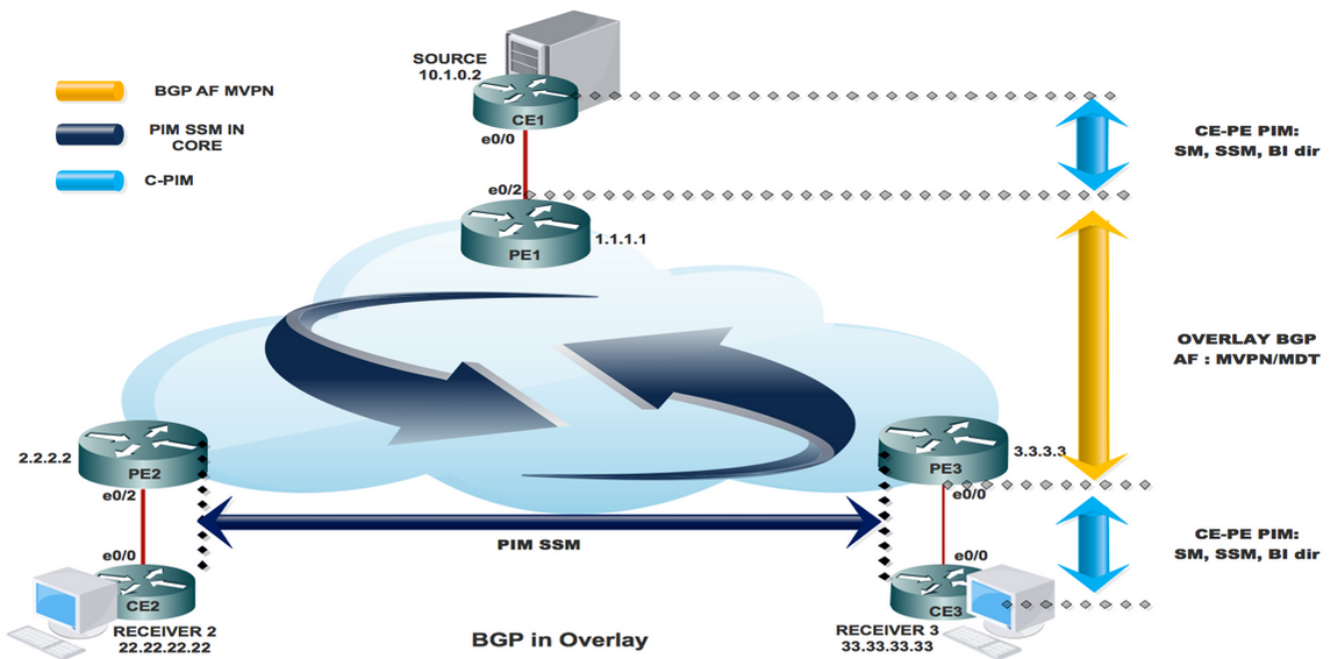 SOURCE
10.1.0.2
BGP AF MVPN
PIM SSM IN
CORE
C-PIM
CE1
e0/0
CE-PE PIM:
SM, SSM, BI dir
e0/2
1.1.1.1
PE1
OVERLAY BGP
AF : MVPN/MDT
2.2.2.2
PE2
3.3.3.3
PE3
e0/2
e0/0
PIM SSM
e0/0
e0/0
CE-PE PIM:
SM, SSM, BI dir
CE2
CE3
RECEIVER 2
22.22.22.22
BGP in Overlay
RECEIVER 3
33.33.33.33